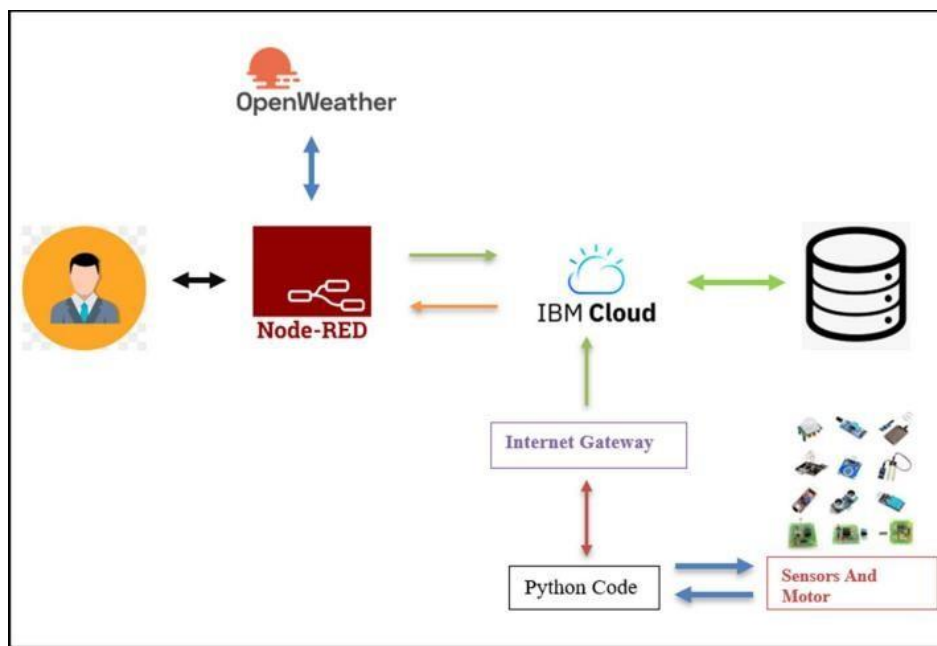 OpenWeather
Node-RED
IBM Cloud
Internet Gateway
Python Code
Sensors And
Motor